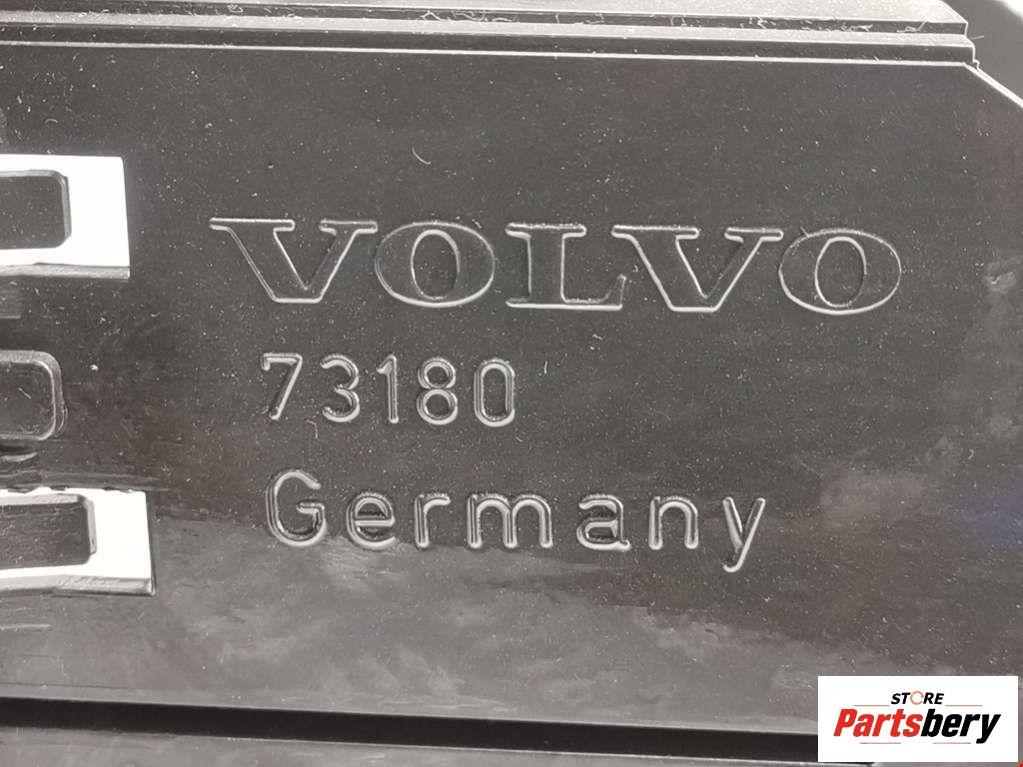 VOLVO
73180
Germany
STORE
Partsbery